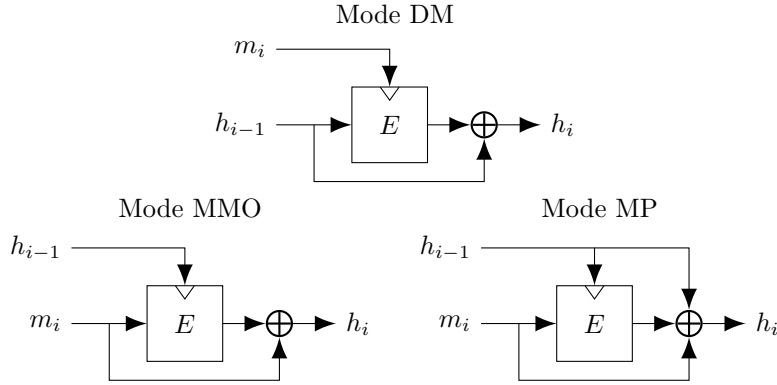 Mode DM
m_i
E
h_{i-1}
h_i
Mode MMO
h_{i-1}
E
m_i
h_i
Mode MP
h_{i-1}
E
m_i
h_i